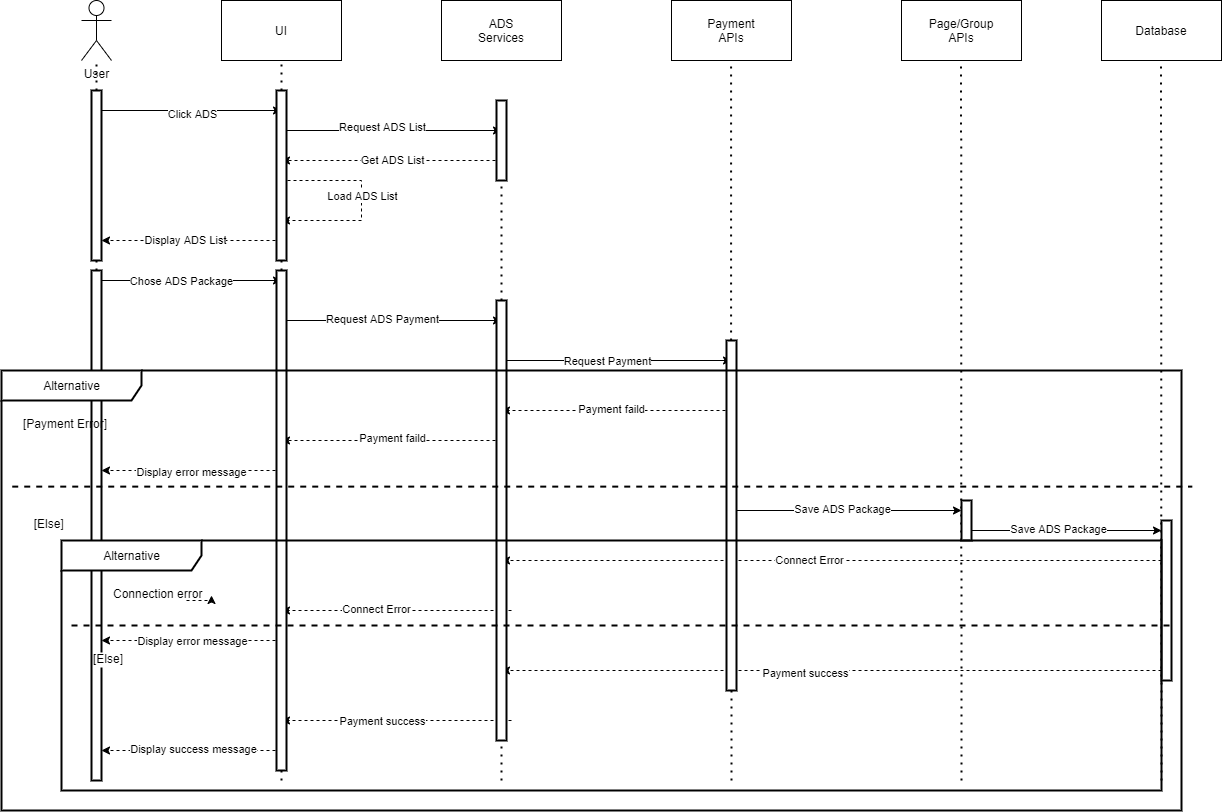 User
UI
ADS
Services
Payment
APIs
Page/Group
APIs
Database
Click ADS
Request ADS List
Get ADS List
Load ADS List
Display ADS List
Chose ADS Package
Request ADS Payment
Request Payment
Alternative
[Payment Error]
Payment faild
Payment faild
Display error message
Save ADS Package
[Else]
Save ADS Package
Alternative
Connect Error
Connection error
Connect Error
Display error message
[Else]
Payment success
Payment success
Display success message